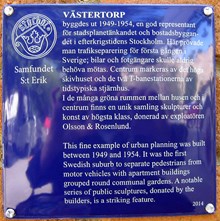 VÄSTERTORP
byggdes ut 1949-1954, en god representant
för stadsplanetänkandet och bostadsbyggan-
det i efterkrigstidens Stockholm. Här prövade
man trafikseparering för första gången i
Sverige; bilar och fotgängare skulle aldrig
behöva mötas. Centrum markeras av det höga
skivhuset och de två T-banestationerna av
tidstypiska stjärnhus.
I de många gröna rummen mellan husen och i
centrum finns en unik samling skulpturer och
konst av högsta klass, donerad av exploatören
Olsson & Rosenlund.
Samfundet
S:t Erik
This fine example of urban planning was built
between 1949 and 1954. It was the first
Swedish suburb to separate pedestrians from
motor vehicles with apartment buildings
grouped round communal gardens. A notable
series of public sculptures, donated by the
builders, is a striking feature.
2014